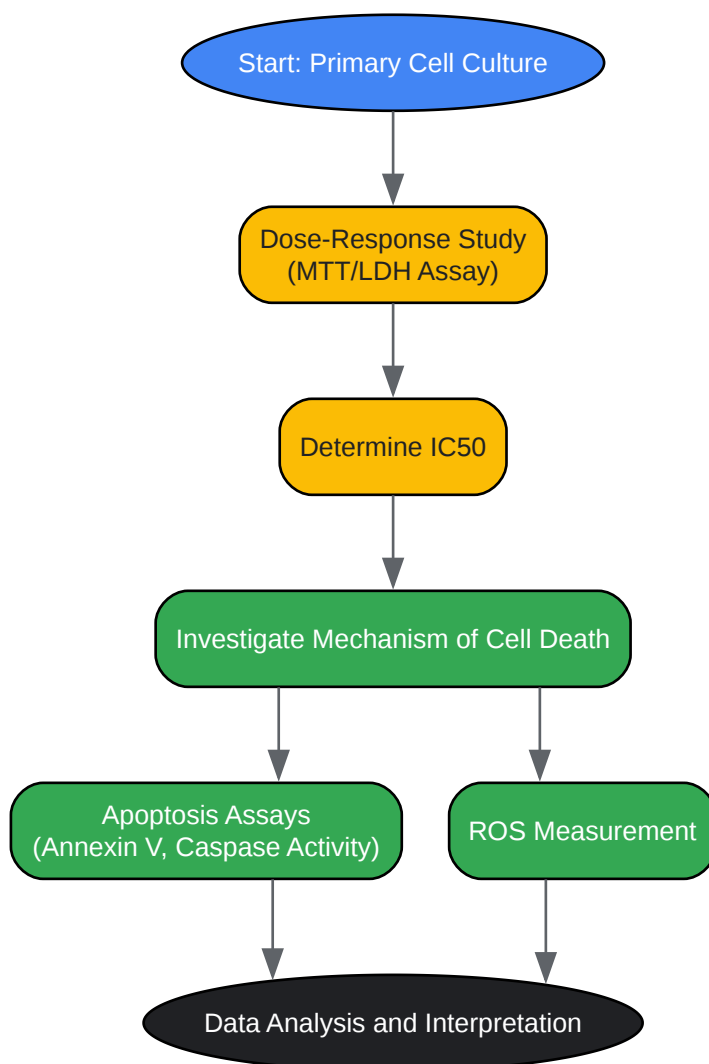 Start: Primary Cell Culture
Dose-Response Study
(MTT/LDH Assay)
Determine IC50
Investigate Mechanism of Cell Death
Apoptosis Assays
(Annexin V, Caspase Activity)
ROS Measurement
Data Analysis and Interpretation